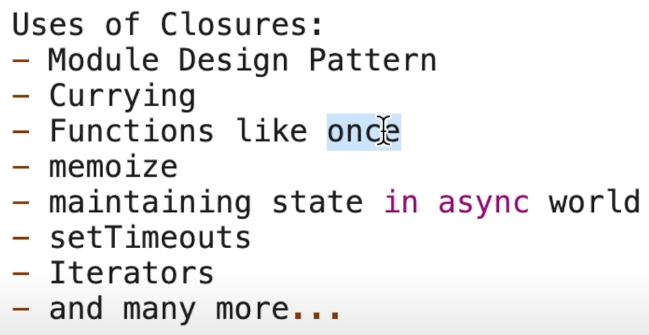 Uses of Closures:
- Module Design Pattern
- Currying
- Functions like once
- memoize
- maintaining state in async world
- setTimeouts
- Iterators
- and many more...